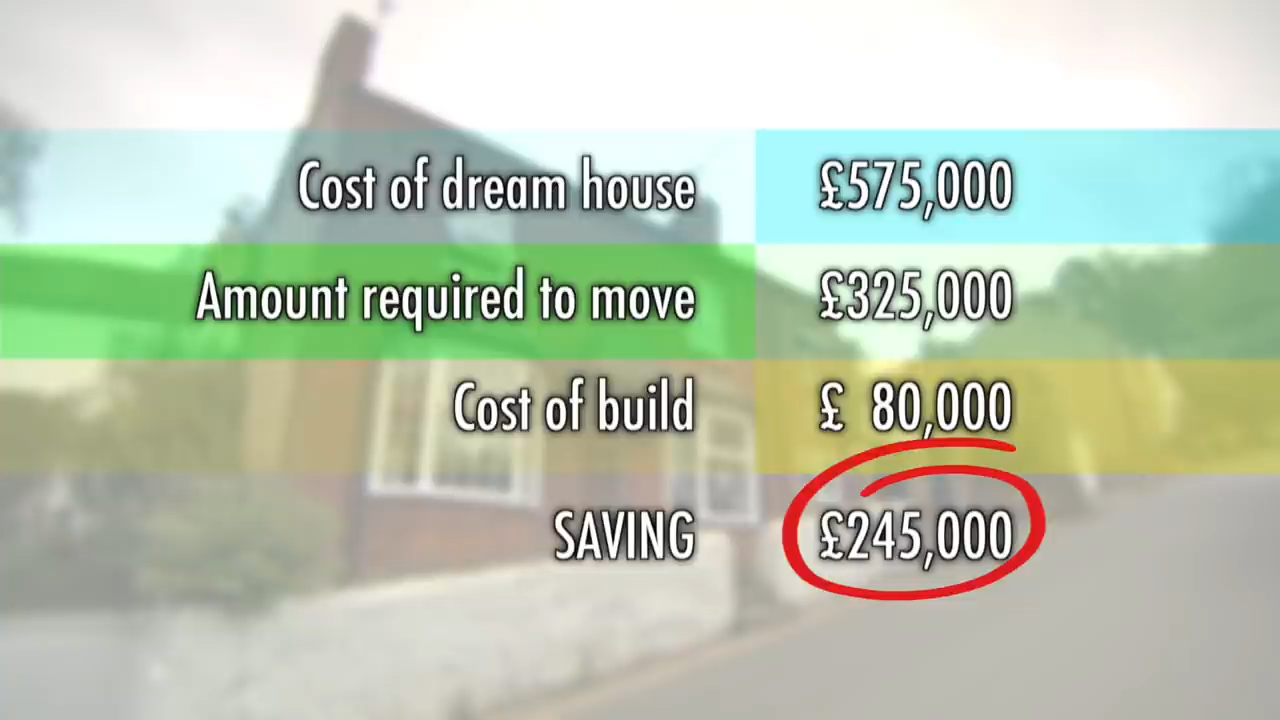 Cost of dream house £575,000
Amount required to move £325,000
Cost of build £ 80,000
SAVING £245,000